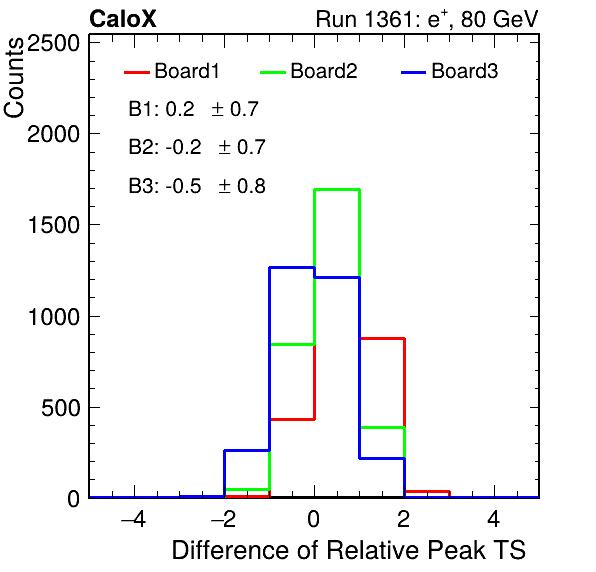 CaloX Run 1361: e⁺, 80 GeV
Counts
Board1 Board2 Board3
B1: 0.2 ± 0.7
B2: -0.2 ± 0.7
B3: -0.5 ± 0.8
2500
2000
1500
1000
500
0
−4 −2 0 2 4
Difference of Relative Peak TS